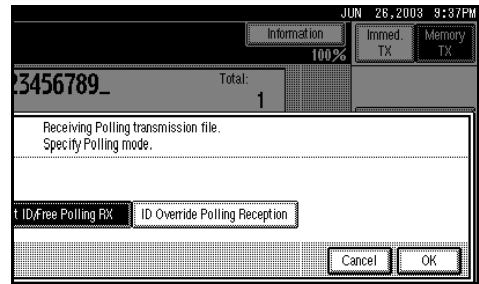 JUN 26,2003 9:37PM
Information
100%
Immed. TX
Memory TX
23456789_
Total:
1
Receiving Polling transmission file.
Specify Polling mode.
t ID/Free Polling RX
ID Override Polling Reception
Cancel
OK